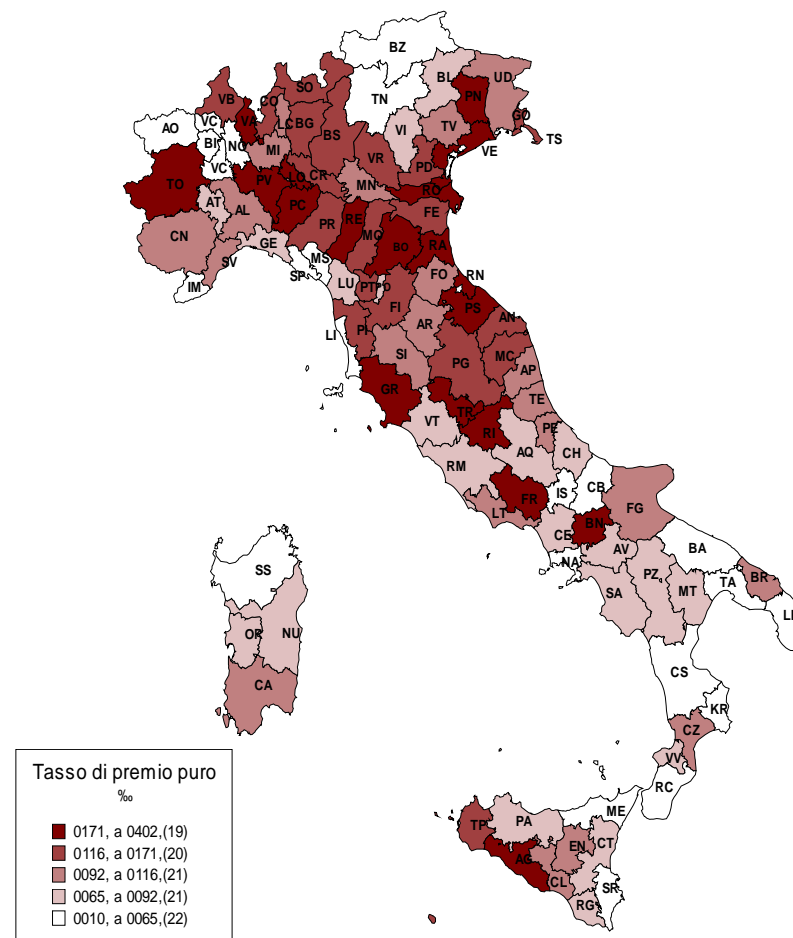 BZ
BL
UD
TN
PN
VB
CO
SO
LC
BG
BS
VA
VC
AO
BI
NO
VC
MI
VI
TV
GO
TS
VE
VR
PD
TO
PV
LO
CR
MN
RO
AT
AL
PC
PR
RE
MO
FE
BO
RA
CN
GE
SV
IM
SP
MS
LU
PT
FO
RN
FI
PS
LI
PI
AR
AN
SI
PG
MC
AP
GR
TE
TR
VT
RI
PE
AQ
CH
RM
IS
CB
FR
LT
FG
CE
BN
NA
AV
BA
SA
PZ
MT
TA
BR
SS
OR
NU
CA
CS
KR
CZ
VV
RC
ME
TP
PA
EN
CT
AG
CL
SR
RG
Tasso di premio puro
‰
0171, a 0402,(19)
0116, a 0171,(20)
0092, a 0116,(21)
0065, a 0092,(21)
0010, a 0065,(22)